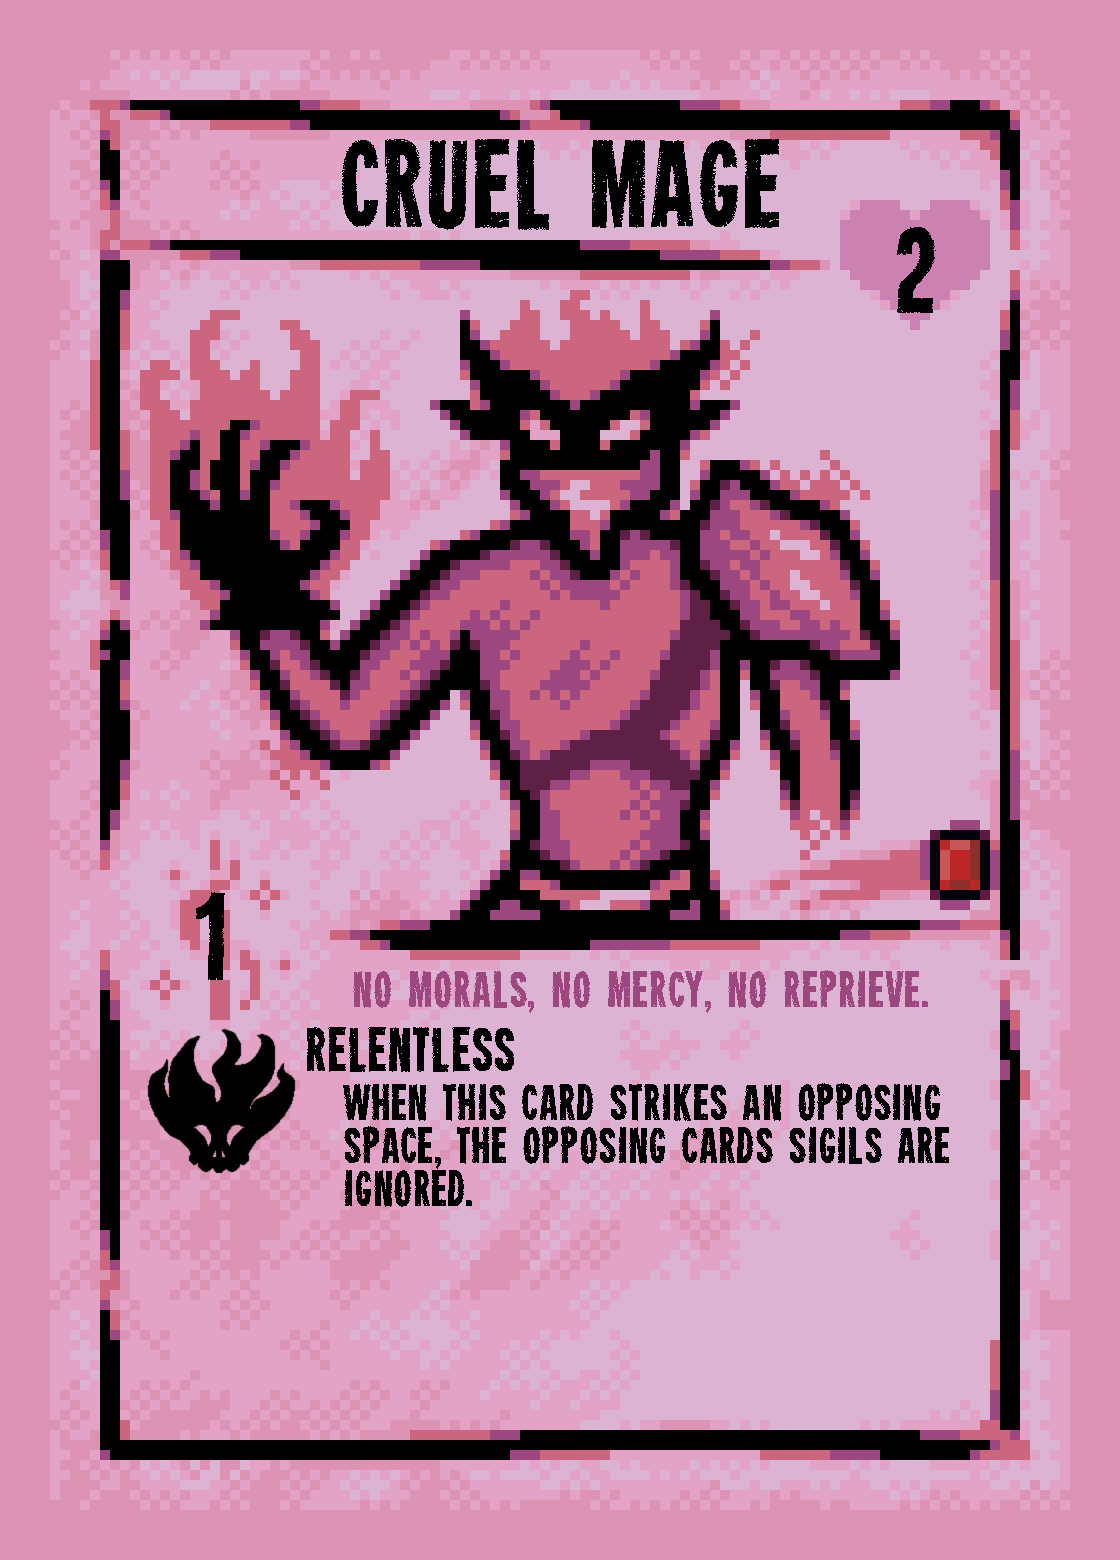 CRUEL MAGE
2
1
NO MORALS, NO MERCY, NO REPRIEVE.
RELENTLESS
WHEN THIS CARD STRIKES AN OPPOSING
SPACE, THE OPPOSING CARDS SIGILS ARE
IGNORED.